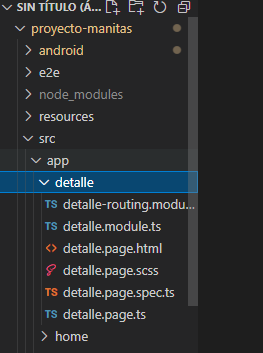 SIN TÍTULO (Á...
proyecto-manitas
android
e2e
node_modules
resources
src
app
detalle
TS detalle-routing.modu...
TS detalle.module.ts
<> detalle.page.html
detalle.page.scss
TS detalle.page.spec.ts
TS detalle.page.ts
home